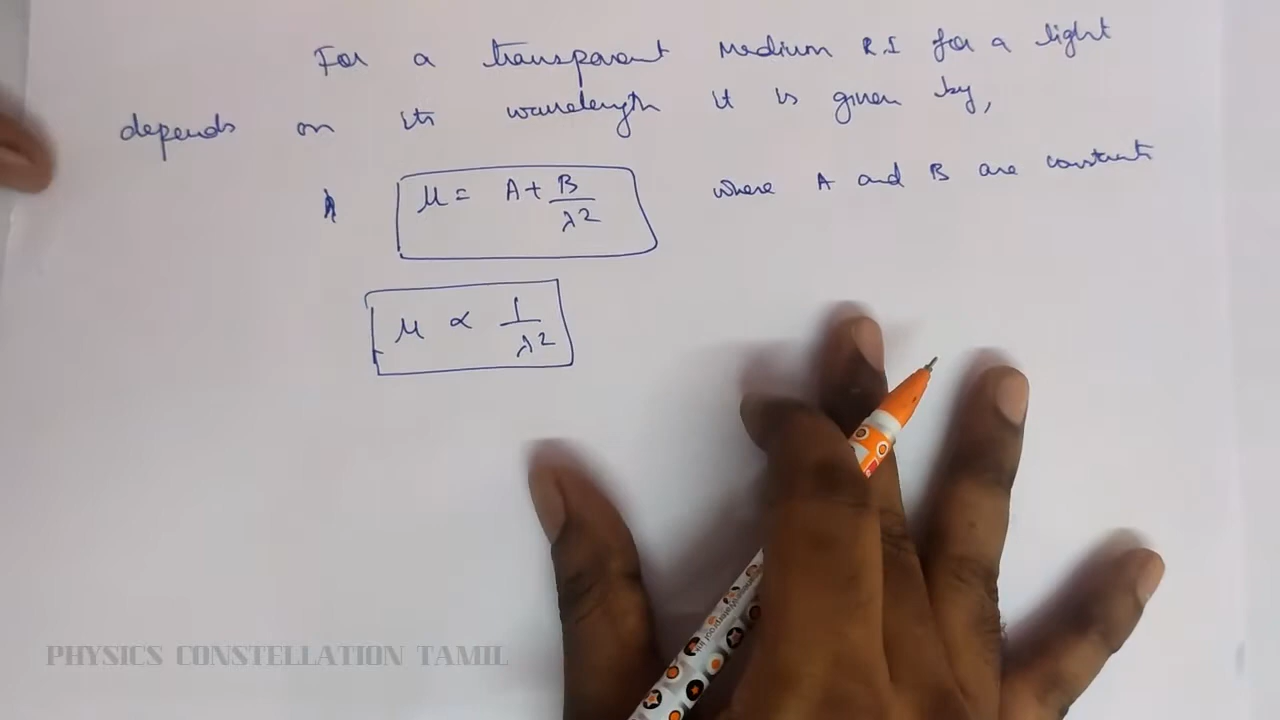 For a transparent medium R.I for a light
depends on its wavelength it is given by,
μ = A + B/λ² where A and B are constants
μ ∝ 1/λ²
PHYSICS CONSTELLATION TAMIL